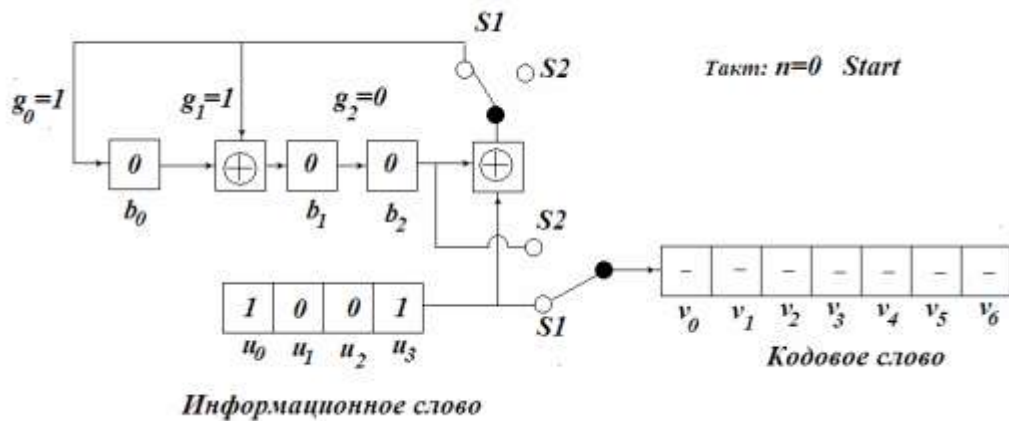 S1
S2
Такт: n=0 Start
g0=1
g1=1
g2=0
0
0
0
b0
b1
b2
S2
– – – – – – –
1 0 0 1
S1
v0 v1 v2 v3 v4 v5 v6
u0 u1 u2 u3
Кодовое слово
Информационное слово